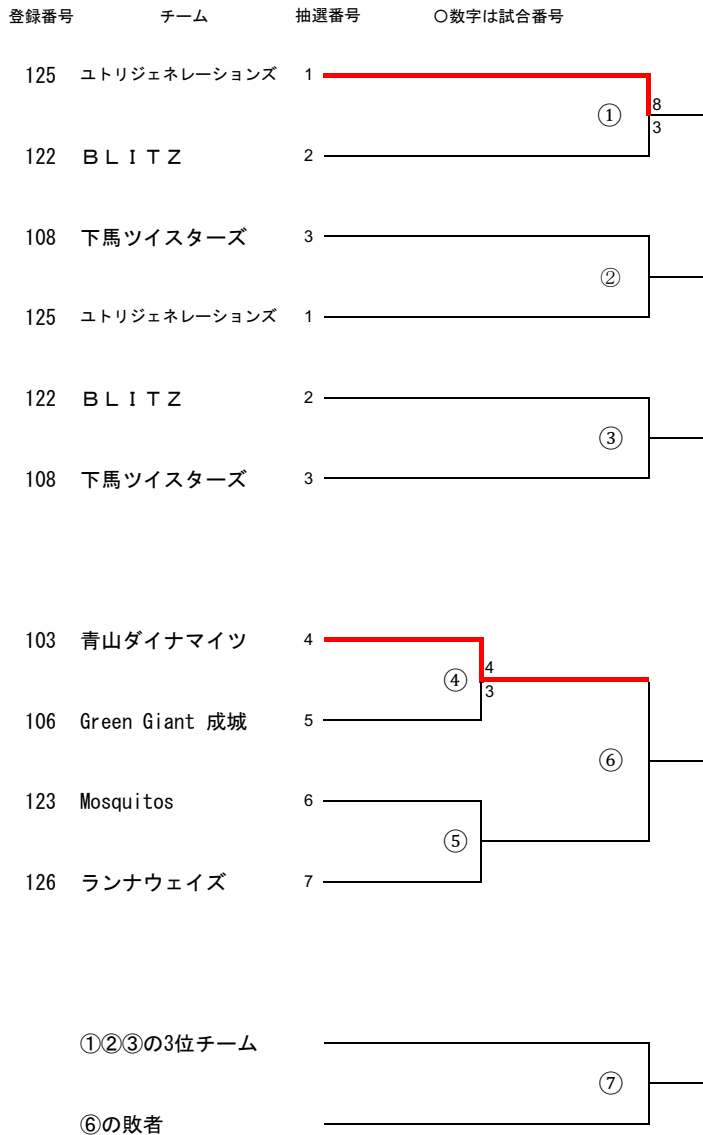 登録番号 チーム 抽選番号 〇数字は試合番号
125 ユトリジェネレーションズ 1
① 8
3
122 ＢＬＩＴＺ 2
108 下馬ツイスターズ 3
②
125 ユトリジェネレーションズ 1
122 ＢＬＩＴＺ 2
③
108 下馬ツイスターズ 3
103 青山ダイナマイツ 4
④ 4
3
106 Green Giant 成城 5
⑥
123 Mosquitos 6
⑤
126 ランナウェイズ 7
①②③の3位チーム
⑦
⑥の敗者